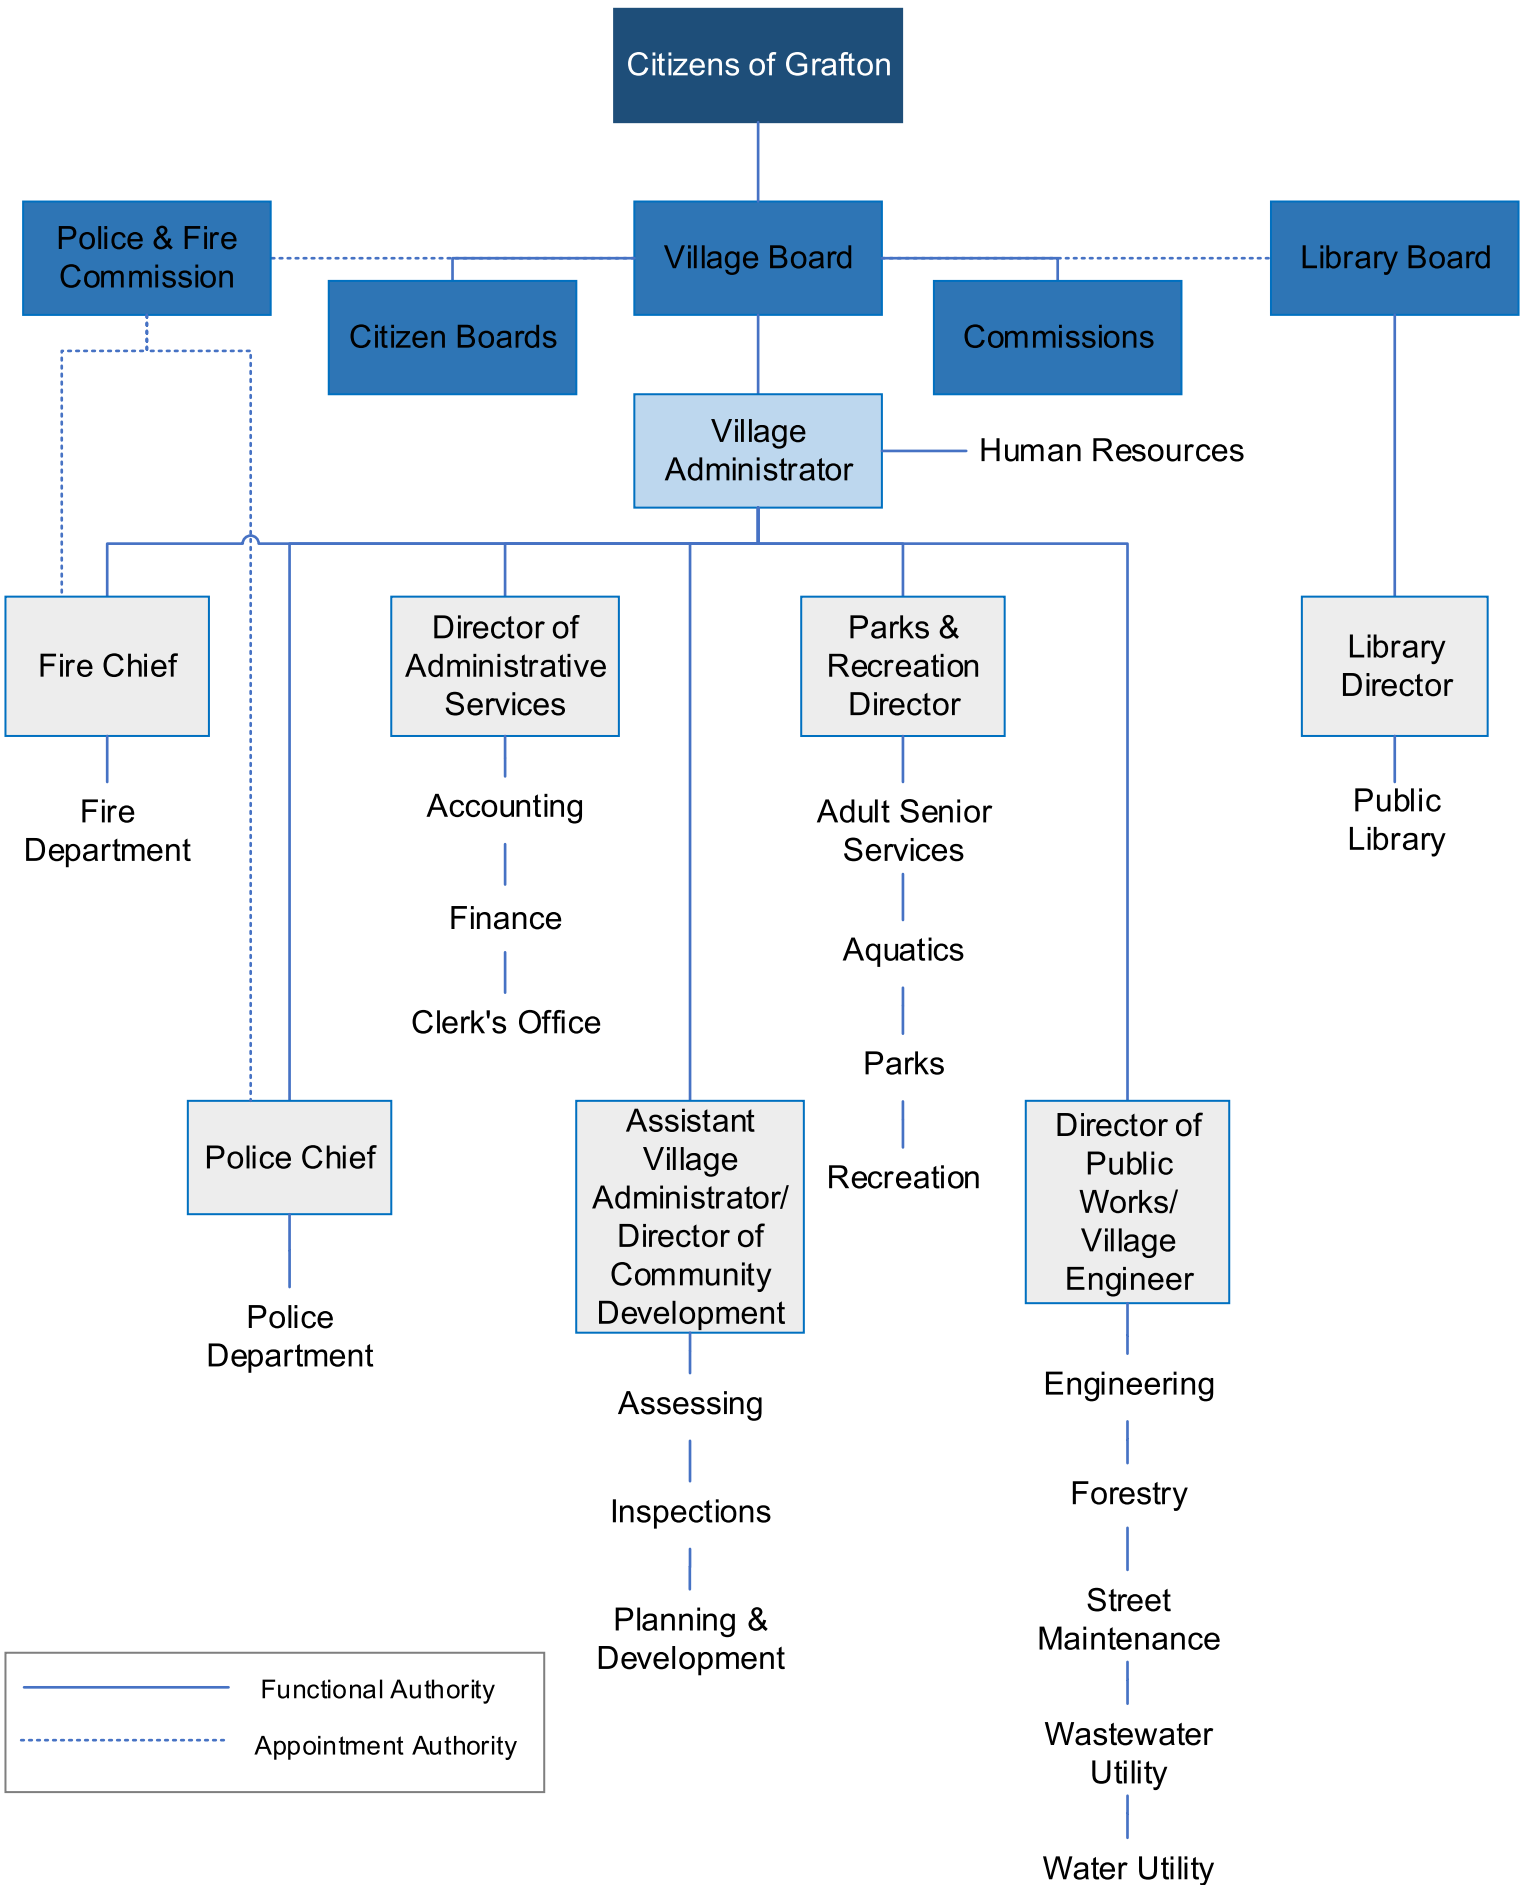 Citizens of Grafton
Police & Fire
Commission
Village Board
Library Board
Citizen Boards
Commissions
Village
Administrator
Human Resources
Fire Chief
Director of
Administrative
Services
Parks &
Recreation
Director
Library
Director
Fire
Department
Accounting
Finance
Clerk's Office
Adult Senior
Services
Aquatics
Parks
Recreation
Public
Library
Police Chief
Police
Department
Assistant
Village
Administrator/
Director of
Community
Development
Assessing
Inspections
Planning &
Development
Director of
Public
Works/
Village
Engineer
Engineering
Forestry
Street
Maintenance
Wastewater
Utility
Water Utility
Functional Authority
Appointment Authority